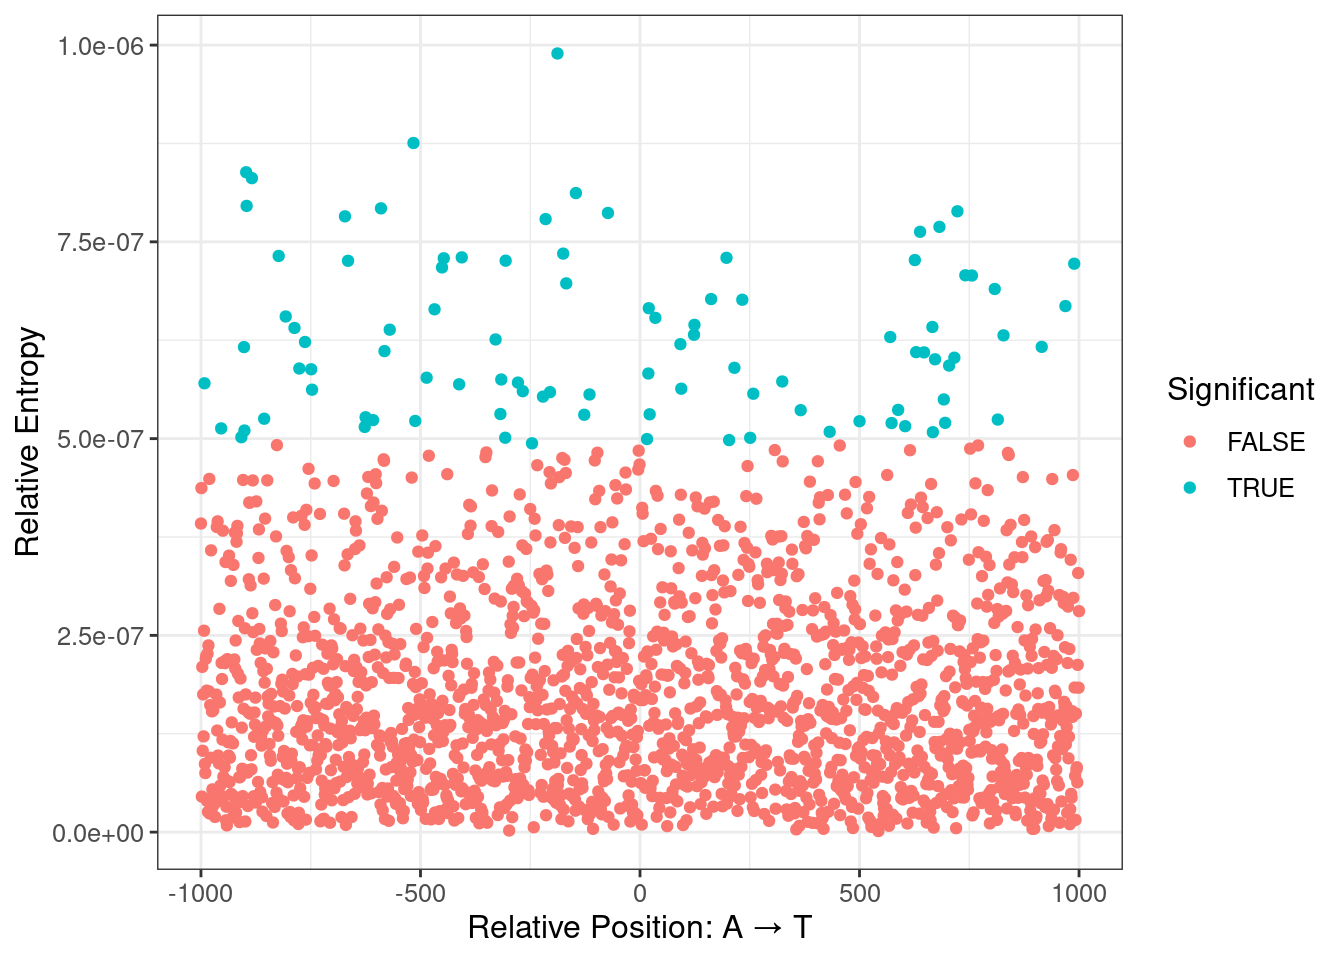 1.0e-06
7.5e-07
5.0e-07
2.5e-07
0.0e+00
Relative Entropy
-1000 -500 0 500 1000
Relative Position: A → T
Significant
FALSE
TRUE